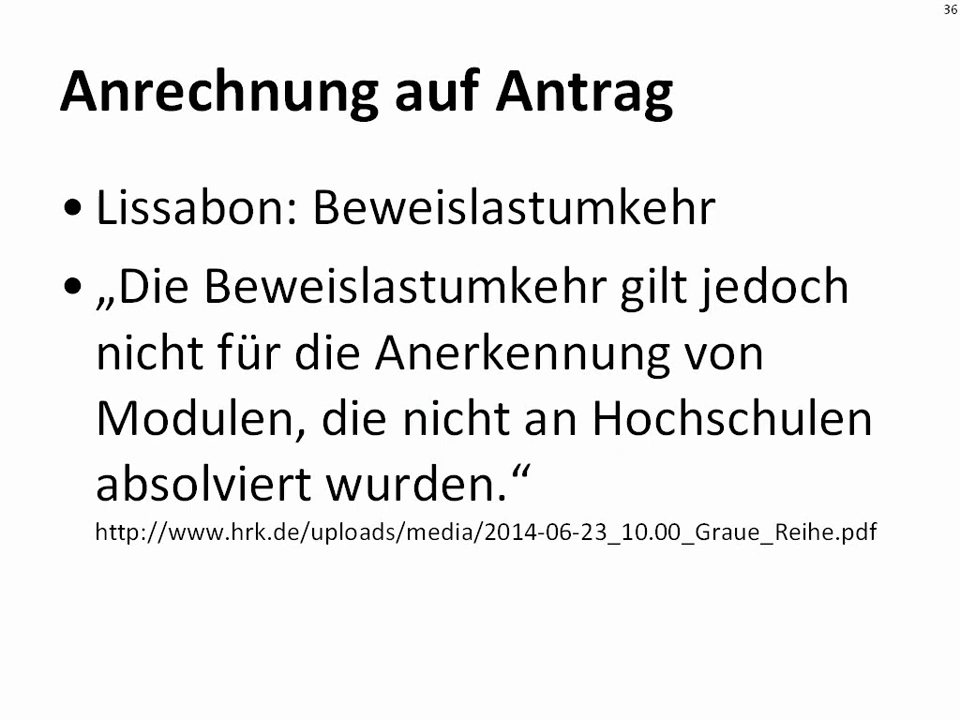 36
Anrechnung auf Antrag
• Lissabon: Beweislastumkehr
• „Die Beweislastumkehr gilt jedoch
nicht für die Anerkennung von
Modulen, die nicht an Hochschulen
absolviert wurden.“
http://www.hrk.de/uploads/media/2014-06-23_10.00_Graue_Reihe.pdf